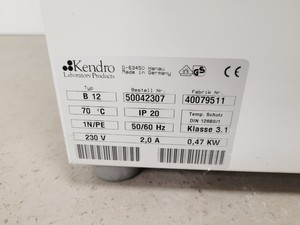 Kendro
Laboratory Products
D-63450 Hanau
Made in Germany
GS
Typ
Bestell Nr.
Fabrik Nr.
B 12
50042307
40079511
70 °C
IP 20
Temp. Schutz
DIN 12880/1
1N/PE
50/60 Hz
Klasse 3.1
230 V
2,0 A
0,47 KW